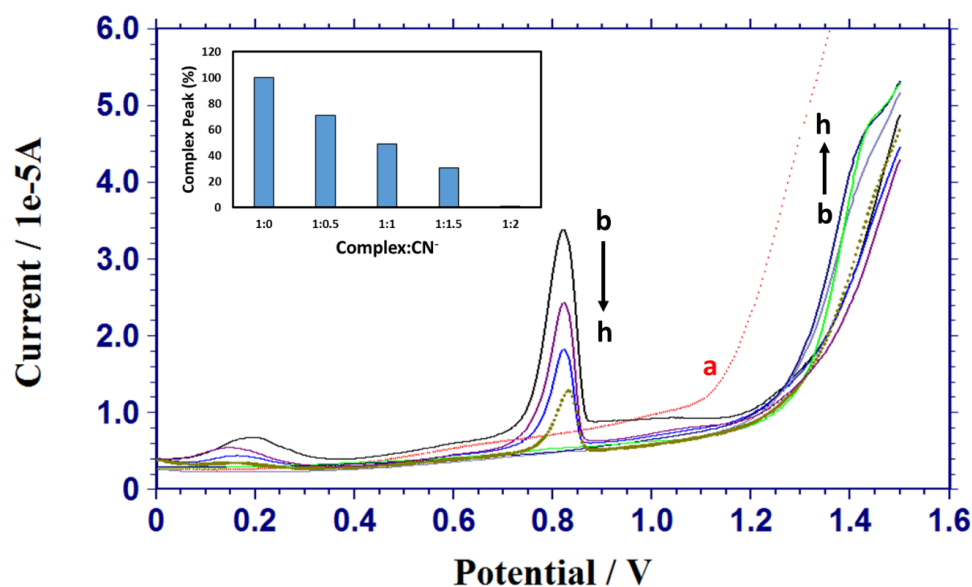 6.0
5.0
4.0
3.0
2.0
1.0
0
Current / 1e-5A
120
100
80
60
40
20
0
Complex Peak (%)
1:0 1:0.5 1:1 1:1.5 1:2
Complex:CN⁻
b
h
a
h
b
0 0.2 0.4 0.6 0.8 1.0 1.2 1.4 1.6
Potential / V